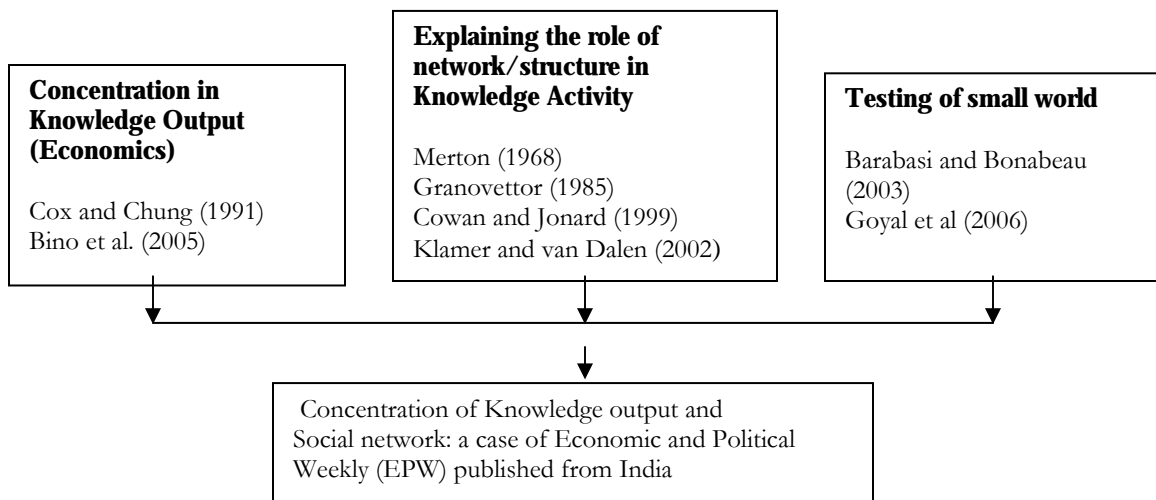 Concentration in
Knowledge Output
(Economics)
Cox and Chung (1991)
Bino et al. (2005)
Explaining the role of
network/structure in
Knowledge Activity
Merton (1968)
Granovettor (1985)
Cowan and Jonard (1999)
Klamer and van Dalen (2002)
Testing of small world
Barabasi and Bonabeau
(2003)
Goyal et al (2006)
Concentration of Knowledge output and
Social network: a case of Economic and Political
Weekly (EPW) published from India